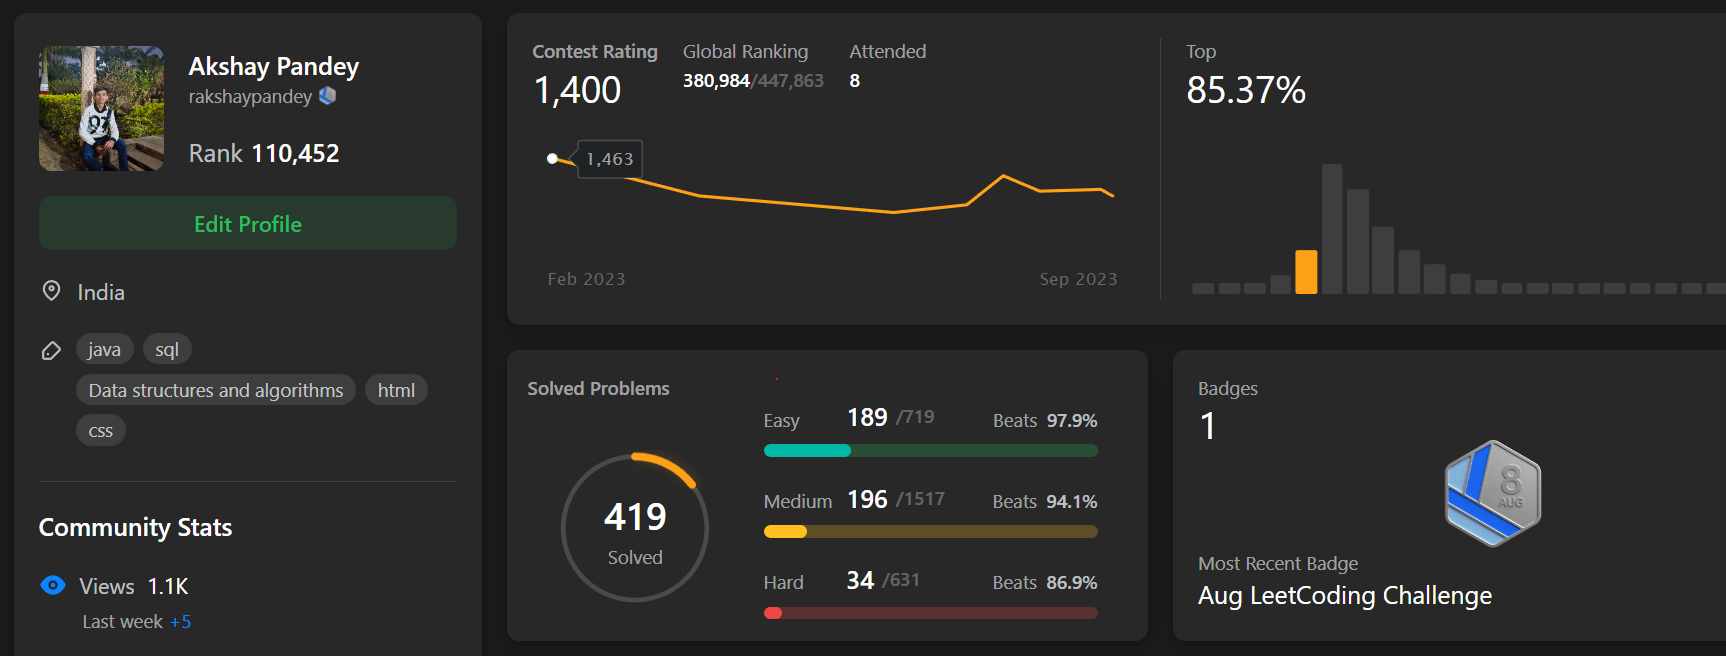 Akshay Pandey
rakshaypandey
Rank 110,452
Edit Profile
India
java sql
Data structures and algorithms html
css
Community Stats
Views 1.1K
Last week +5
Contest Rating Global Ranking Attended
1,400 380,984/447,863 8
1,463
Feb 2023 Sep 2023
Top
85.37%
Solved Problems
419
Solved
Easy 189 /719 Beats 97.9%
Medium 196 /1517 Beats 94.1%
Hard 34 /631 Beats 86.9%
Badges
1
8
AUG
Most Recent Badge
Aug LeetCoding Challenge